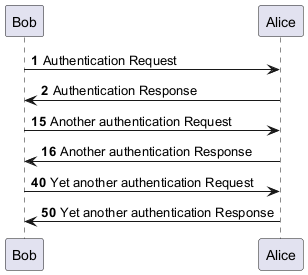 Bob Alice
1 Authentication Request
2 Authentication Response
15 Another authentication Request
16 Another authentication Response
40 Yet another authentication Request
50 Yet another authentication Response
Bob Alice